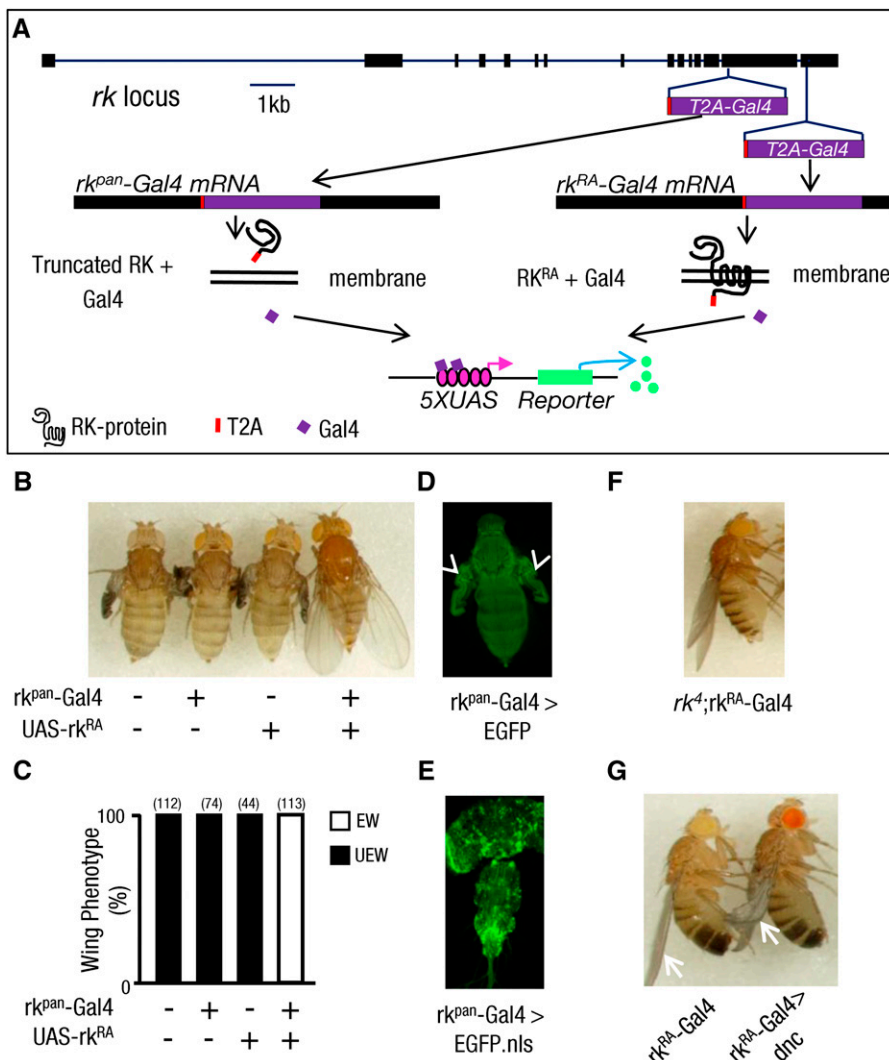 A
rk locus
1kb
T2A-Gal4
T2A-Gal4
rkpan-Gal4 mRNA
rkRA-Gal4 mRNA
Truncated RK +
Gal4
membrane
RKRA + Gal4
membrane
5XUAS
Reporter
RK-protein
T2A
Gal4
B
D
F
rkpan-Gal4 - + - +
UAS-rkRA - - + +
rkpan-Gal4 >
EGFP
rk4;rkRA-Gal4
C
E
G
Wing Phenotype
(%)
100
0
(112) (74) (44) (113)
EW
UEW
rkpan-Gal4 - + - +
UAS-rkRA - - + +
rkpan-Gal4 >
EGFP.nls
rkRA-Gal4
rkRA-Gal4>
dnc